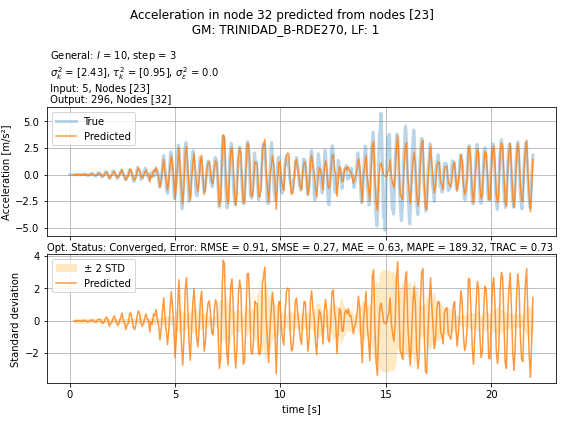 Acceleration in node 32 predicted from nodes [23]
GM: TRINIDAD_B-RDE270, LF: 1
General: l = 10, step = 3
σ²ₖ = [2.43], τ²ₖ = [0.95], σ²_ε = 0.0
Input: 5, Nodes [23]
Output: 296, Nodes [32]
Acceleration [m/s²]
5.0
2.5
0.0
−2.5
−5.0
True
Predicted
Opt. Status: Converged, Error: RMSE = 0.91, SMSE = 0.27, MAE = 0.63, MAPE = 189.32, TRAC = 0.73
Standard deviation
4
2
0
−2
± 2 STD
Predicted
0
5
10
15
20
time [s]